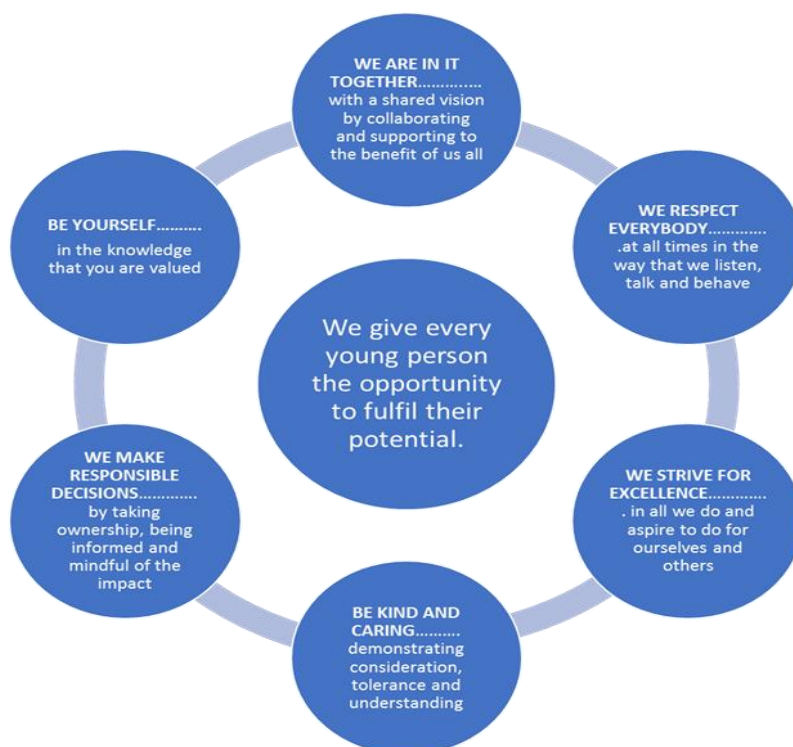 WE ARE IN IT
TOGETHER…………..…
with a shared vision
by collaborating
and supporting to
the benefit of us all
WE RESPECT
EVERYBODY………….
.at all times in the
way that we listen,
talk and behave
WE STRIVE FOR
EXCELLENCE………….
. in all we do and
aspire to do for
ourselves and
others
BE KIND AND
CARING……….
demonstrating
consideration,
tolerance and
understanding
WE MAKE
RESPONSIBLE
DECISIONS………….
by taking
ownership, being
informed and
mindful of the
impact
BE YOURSELF……….
in the knowledge
that you are valued
We give every
young person
the opportunity
to fulfil their
potential.